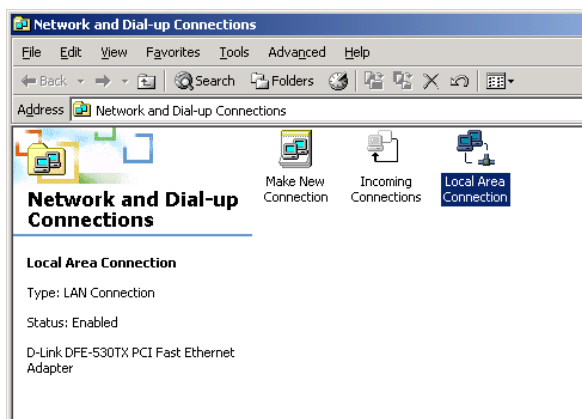 Network and Dial-up Connections
File Edit View Favorites Tools Advanced Help
Back Search Folders
Address Network and Dial-up Connections
Make New Connection
Incoming Connections
Local Area Connection
Network and Dial-up
Connections
Local Area Connection
Type: LAN Connection
Status: Enabled
D-Link DFE-530TX PCI Fast Ethernet
Adapter